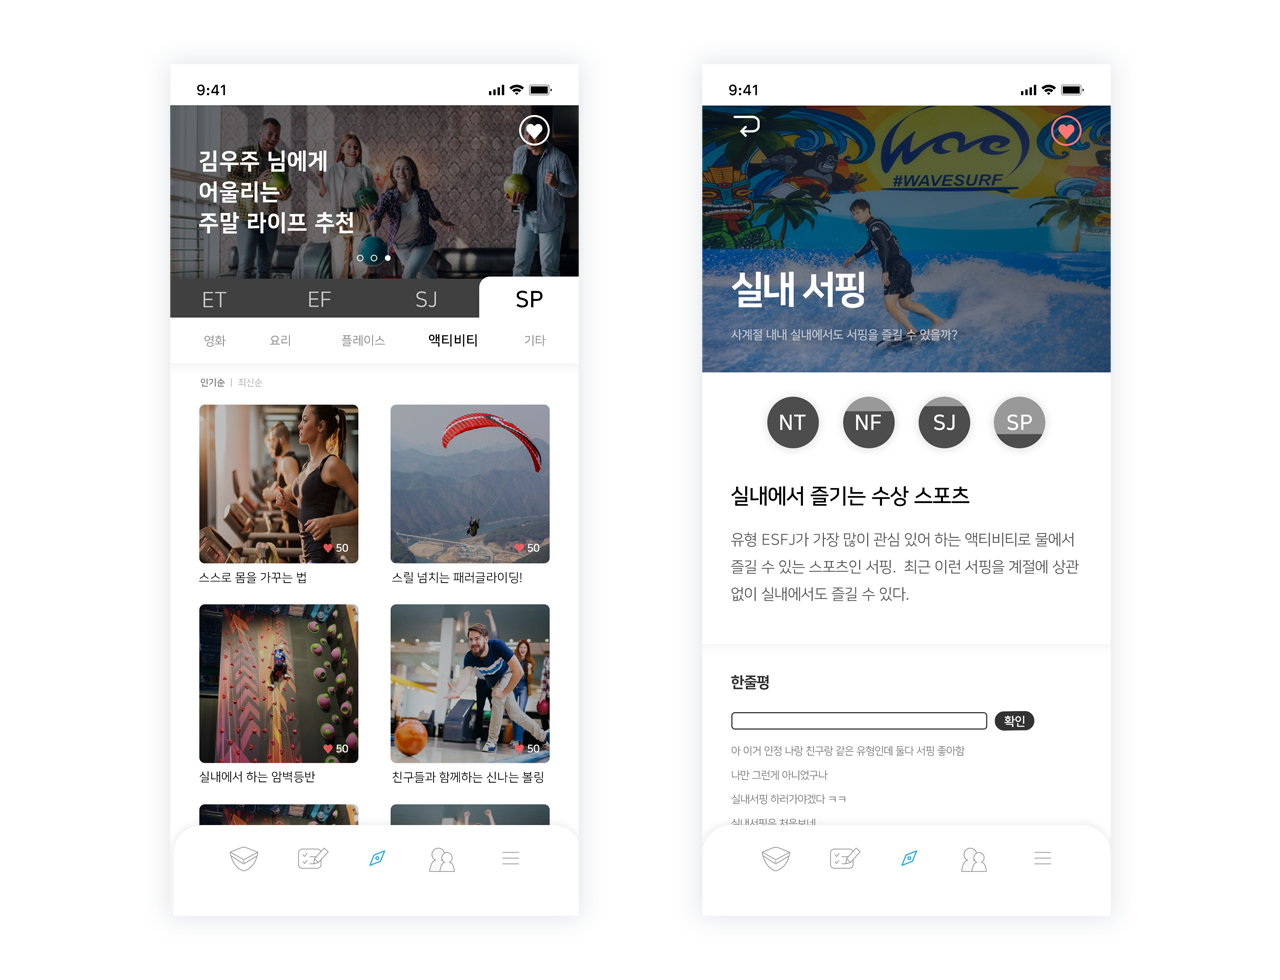 9:41
김우주 님에게
어울리는
주말 라이프 추천
ET EF SJ SP
영화 요리 플레이스 액티비티 기타
인기순 | 최신순
50 50
스스로 몸을 가꾸는 법 스릴 넘치는 패러글라이딩!
50 50
실내에서 하는 암벽등반 친구들과 함께하는 신나는 볼링
9:41
wave
#WAVESURF
실내 서핑
사계절 내내 실내에서도 서핑을 즐길 수 있을까?
NT NF SJ SP
실내에서 즐기는 수상 스포츠
유형 ESFJ가 가장 많이 관심 있어 하는 액티비티로 물에서
즐길 수 있는 스포츠인 서핑. 최근 이런 서핑을 계절에 상관
없이 실내에서도 즐길 수 있다.
한줄평
확인
아 이거 인정 나랑 친구랑 같은 유형인데 둘다 서핑 좋아함
나만 그런게 아니었구나
실내서핑 하러가야겠다 ㅋㅋ
실내서핑은 처음보네